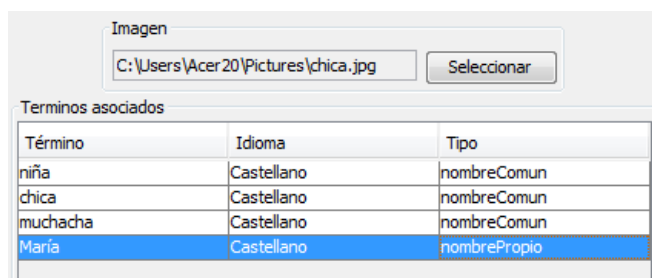 Imagen
C:\Users\Acer20\Pictures\chica.jpg Seleccionar
Terminos asociados
Término Idioma Tipo
niña Castellano nombreComun
chica Castellano nombreComun
muchacha Castellano nombreComun
María Castellano nombrePropio